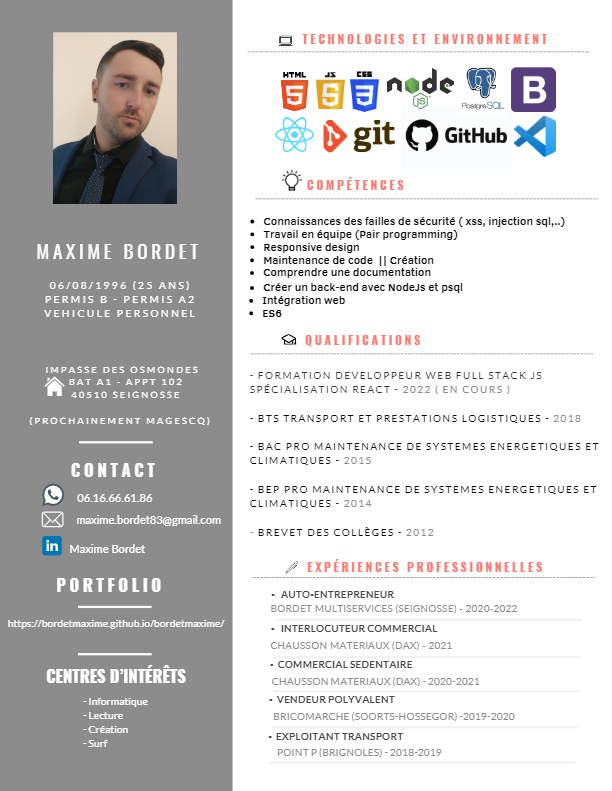 MAXIME BORDET
06/08/1996 (25 ANS)
PERMIS B - PERMIS A2
VEHICULE PERSONNEL
IMPASSE DES OSMONDES
BAT A1 - APPT 102
40510 SEIGNOSSE
(PROCHAINEMENT MAGESCQ)
CONTACT
06.16.66.61.86
maxime.bordet83@gmail.com
in
Maxime Bordet
PORTFOLIO
https://bordetmaxime.github.io/bordetmaxime/
CENTRES D'INTÉRÊTS
- Informatique
- Lecture
- Création
- Surf
TECHNOLOGIES ET ENVIRONNEMENT
HTML JS CSS node PostgreSQL B
5 5 3 JS
git GitHub
COMPÉTENCES
• Connaissances des failles de sécurité ( xss, injection sql,..)
• Travail en équipe (Pair programming)
• Responsive design
• Maintenance de code || Création
• Comprendre une documentation
• Créer un back-end avec NodeJs et psql
• Intégration web
• ES6
QUALIFICATIONS
- FORMATION DEVELOPPEUR WEB FULL STACK JS
SPÉCIALISATION REACT - 2022 ( EN COURS )
- BTS TRANSPORT ET PRESTATIONS LOGISTIQUES - 2018
- BAC PRO MAINTENANCE DE SYSTEMES ENERGETIQUES ET
CLIMATIQUES - 2015
- BEP PRO MAINTENANCE DE SYSTEMES ENERGETIQUES ET
CLIMATIQUES - 2014
- BREVET DES COLLÈGES - 2012
EXPÉRIENCES PROFESSIONNELLES
• AUTO-ENTREPRENEUR
BORDET MULTISERVICES (SEIGNOSSE) - 2020-2022
• INTERLOCUTEUR COMMERCIAL
CHAUSSON MATERIAUX (DAX) - 2021
• COMMERCIAL SEDENTAIRE
CHAUSSON MATERIAUX (DAX) - 2020-2021
• VENDEUR POLYVALENT
BRICOMARCHE (SOORTS-HOSSEGOR) -2019-2020
• EXPLOITANT TRANSPORT
POINT P (BRIGNOLES) - 2018-2019